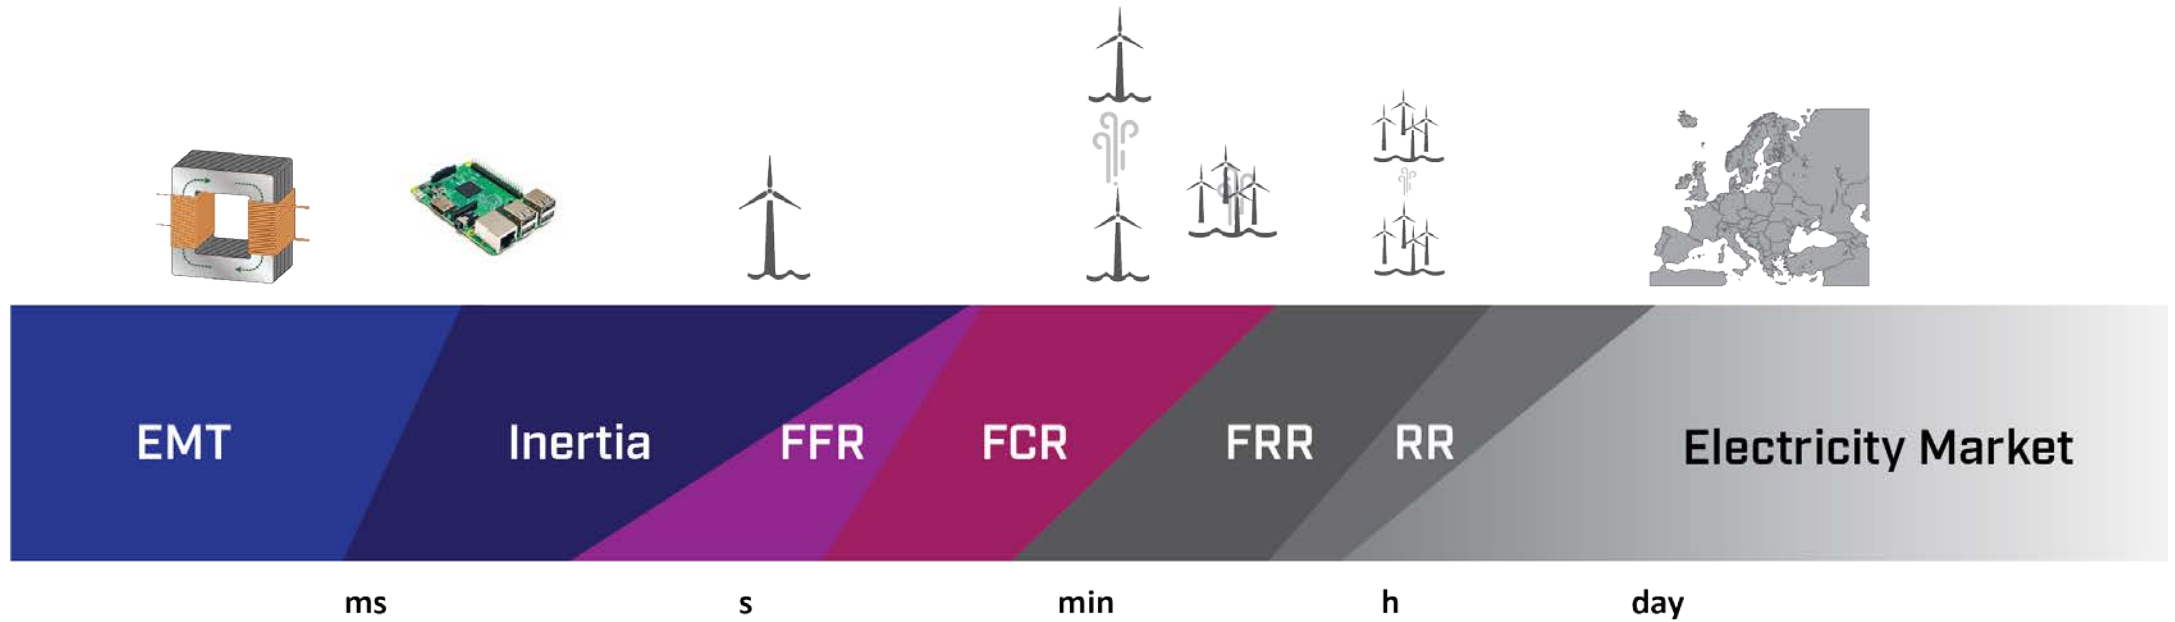 EMT Inertia FFR FCR FRR RR Electricity Market
ms s min h day